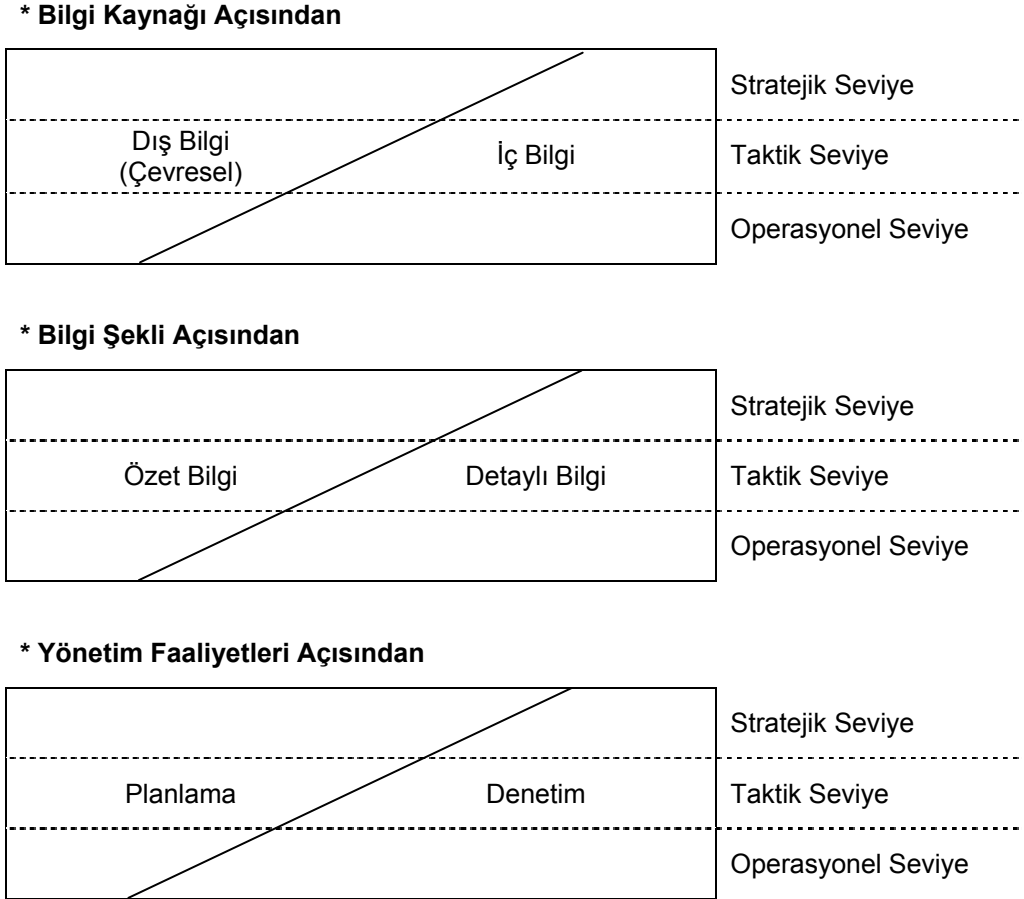 * Bilgi Kaynağı Açısından
Stratejik Seviye
Dış Bilgi
(Çevresel)
İç Bilgi
Taktik Seviye
Operasyonel Seviye
* Bilgi Şekli Açısından
Stratejik Seviye
Özet Bilgi
Detaylı Bilgi
Taktik Seviye
Operasyonel Seviye
* Yönetim Faaliyetleri Açısından
Stratejik Seviye
Planlama
Denetim
Taktik Seviye
Operasyonel Seviye